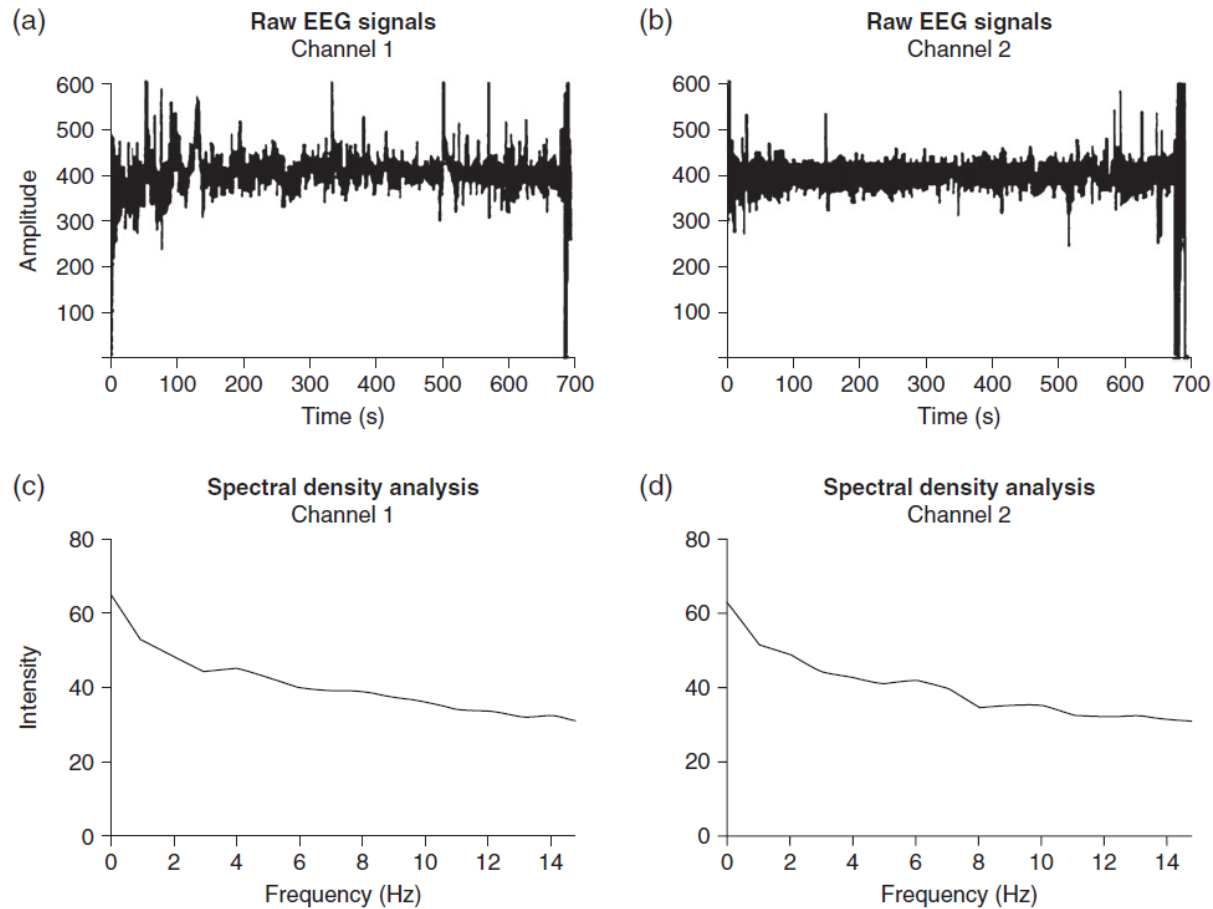 (a)
Raw EEG signals
Channel 1
600
500
400
300
200
100
Amplitude
0 100 200 300 400 500 600 700
Time (s)
(b)
Raw EEG signals
Channel 2
600
500
400
300
200
100
0 100 200 300 400 500 600 700
Time (s)
(c)
Spectral density analysis
Channel 1
80
60
40
20
0
Intensity
0 2 4 6 8 10 12 14
Frequency (Hz)
(d)
Spectral density analysis
Channel 2
80
60
40
20
0
0 2 4 6 8 10 12 14
Frequency (Hz)